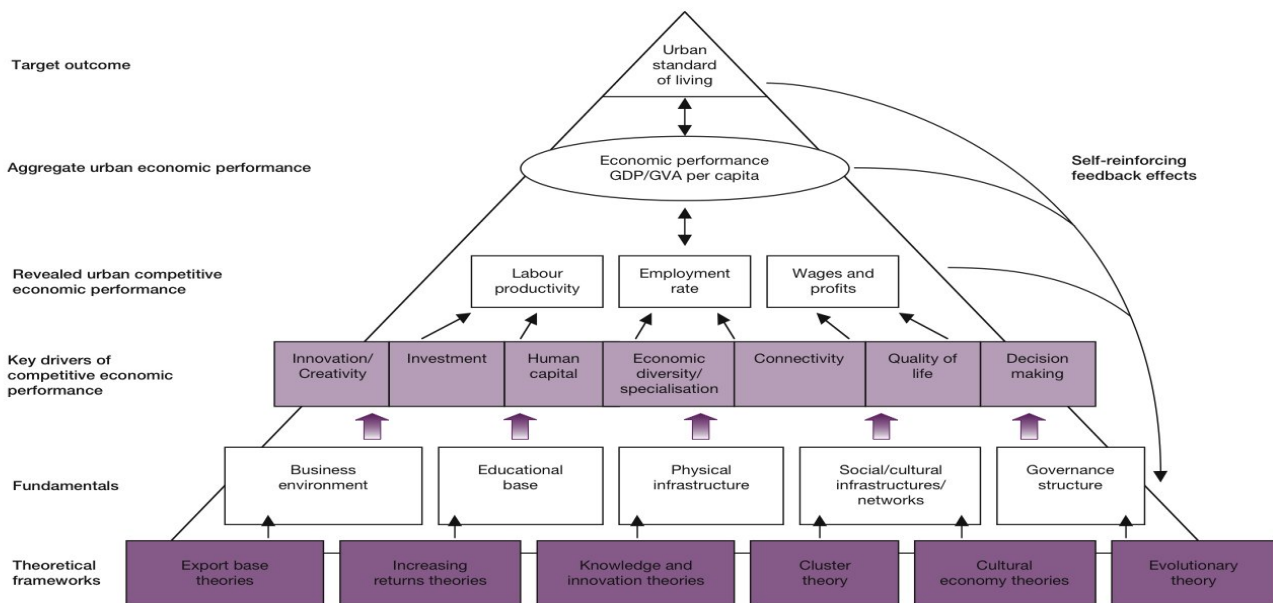 Target outcome
Urban
standard
of living
Aggregate urban economic performance
Economic performance
GDP/GVA per capita
Self-reinforcing
feedback effects
Revealed urban competitive
economic performance
Labour
productivity
Employment
rate
Wages and
profits
Key drivers of
competitive economic
performance
Innovation/
Creativity
Investment
Human
capital
Economic
diversity/
specialisation
Connectivity
Quality of
life
Decision
making
Fundamentals
Business
environment
Educational
base
Physical
infrastructure
Social/cultural
infrastructures/
networks
Governance
structure
Theoretical
frameworks
Export base
theories
Increasing
returns theories
Knowledge and
innovation theories
Cluster
theory
Cultural
economy theories
Evolutionary
theory